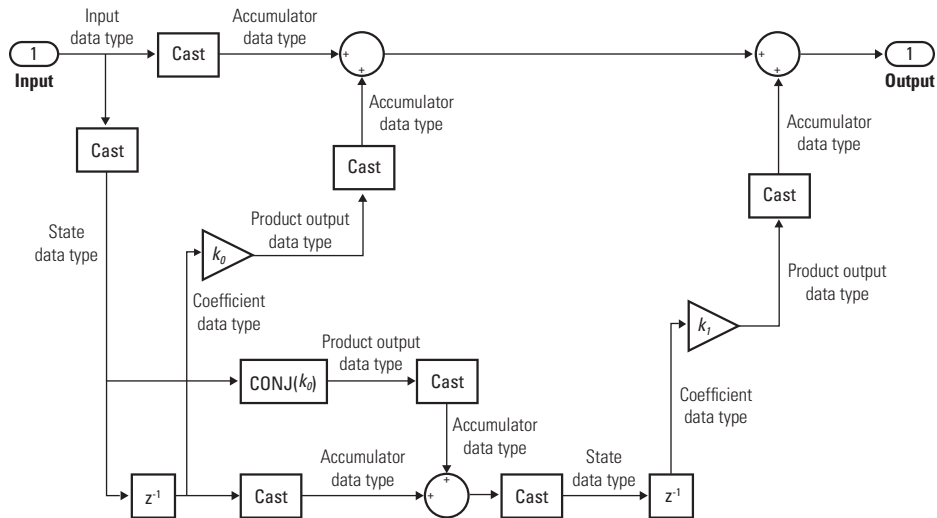 Input
data type
Accumulator
data type
1
Cast
+
+
+
+
1
Input
Output
Cast
Accumulator
data type
Accumulator
data type
Cast
Cast
State
data type
Product output
data type
k₀
Product output
data type
Coefficient
data type
k₁
Product output
data type
CONJ(k₀)
Cast
Coefficient
data type
Accumulator
data type
Accumulator
data type
State
data type
z⁻¹
Cast
+
+
Cast
z⁻¹